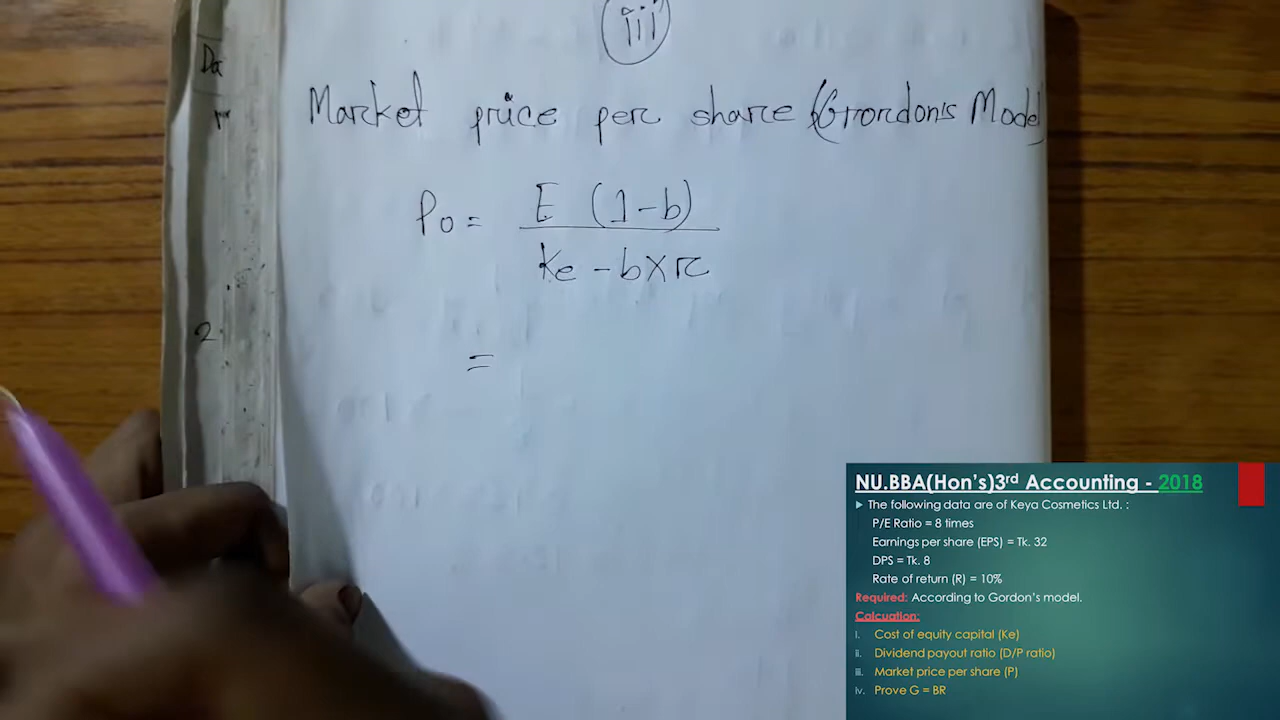 iii
Da
r
Market price per share (Grordon's Model)
P0 = E (1-b)
Ke - b×r
2
=
NU.BBA(Hon's)3rd Accounting - 2018
The following data are of Keya Cosmetics Ltd. :
P/E Ratio = 8 times
Earnings per share (EPS) = Tk. 32
DPS = Tk. 8
Rate of return (R) = 10%
Required: According to Gordon's model.
Calcuation:
i. Cost of equity capital (Ke)
ii. Dividend payout ratio (D/P ratio)
iii. Market price per share (P)
iv. Prove G = BR